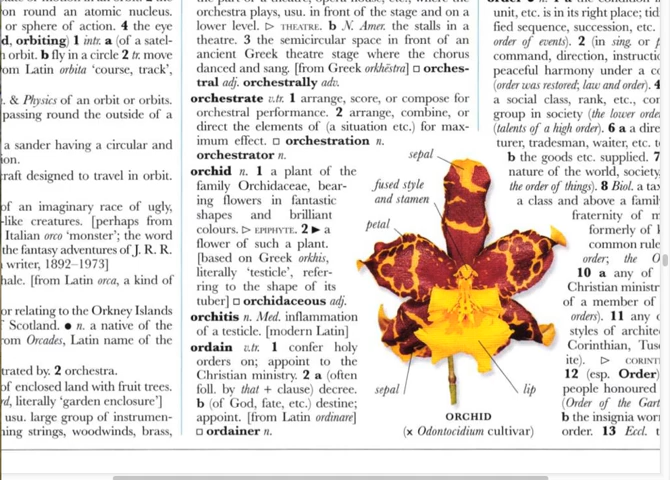 on round an atomic nucleus.
or sphere of action. 4 the eye
d, orbiting) 1 intr. a (of a satel-
orbit. b fly in a circle 2 tr. move
om Latin orbita 'course, track',
. & Physics of an orbit or orbits.
passing round the outside of a
a sander having a circular and
ion.
raft designed to travel in orbit.
of an imaginary race of ugly,
-like creatures. [perhaps from
Italian orco 'monster'; the word
the fantasy adventures of J. R. R.
writer, 1892–1973]
hale. [from Latin orca, a kind of
or relating to the Orkney Islands
Scotland. ● n. a native of the
rom Orcades, Latin name of the
trated by. 2 orchestra.
of enclosed land with fruit trees.
rd, literally 'garden enclosure']
usu. large group of instrumen-
ning strings, woodwinds, brass,
orchestra plays, usu. in front of the stage and on a
lower level. ▷ THEATRE. b N. Amer. the stalls in a
theatre. 3 the semicircular space in front of an
ancient Greek theatre stage where the chorus
danced and sang. [from Greek orkhēstra] □ orches-
tral adj. orchestrally adv.
orchestrate v.tr. 1 arrange, score, or compose for
orchestral performance. 2 arrange, combine, or
direct the elements of (a situation etc.) for max-
imum effect. □ orchestration n.
orchestrator n.
orchid n. 1 a plant of the
family Orchidaceae, bear-
ing flowers in fantastic
shapes and brilliant
colours. ▷ EPIPHYTE. 2 ► a
flower of such a plant.
[based on Greek orkhis,
literally 'testicle', refer-
ring to the shape of its
tuber] □ orchidaceous adj.
orchitis n. Med. inflammation
of a testicle. [modern Latin]
ordain v.tr. 1 confer holy
orders on; appoint to the
Christian ministry. 2 a (often
foll. by that + clause) decree.
b (of God, fate, etc.) destine;
appoint. [from Latin ordinare]
□ ordainer n.
sepal
fused style
and stamen
petal
sepal
lip
ORCHID
(x Odontocidium cultivar)
unit, etc. is in its right place; tid
fied sequence, succession, etc.
order of events). 2 (in sing. or
command, direction, instructi
peaceful harmony under a co
(order was restored; law and order). 4
a social class, rank, etc., con
group in society (the lower orde
(talents of a high order). 6 a a dire
turer, tradesman, waiter, etc. t
b the goods etc. supplied. 7
nature of the world, society,
the order of things). 8 Biol. a tax
a class and above a famil
fraternity of m
formerly of
common rule
order; the O
10 a any of
Christian ministr
of a member of
orders). 11 any
styles of archite
Corinthian, Tus
ite). ▷ CORINT
12 (esp. Order)
people honoured
(Order of the Gart
b the insignia wor
order. 13 Eccl. t